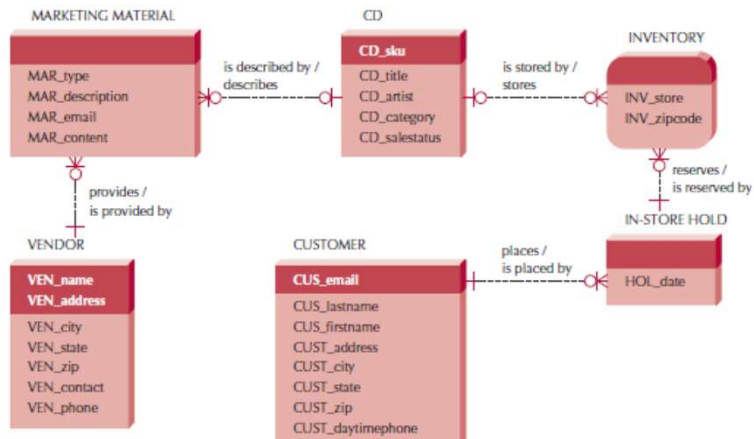 MARKETING MATERIAL
MAR_type
MAR_description
MAR_email
MAR_content
is described by /
describes
CD
CD_sku
CD_title
CD_artist
CD_category
CD_salestatus
is stored by /
stores
INVENTORY
INV_store
INV_zipcode
provides /
is provided by
reserves /
is reserved by
VENDOR
VEN_name
VEN_address
VEN_city
VEN_state
VEN_zip
VEN_contact
VEN_phone
CUSTOMER
CUS_email
CUS_lastname
CUS_firstname
CUST_address
CUST_city
CUST_state
CUST_zip
CUST_daytimephone
places /
is placed by
IN-STORE HOLD
HOL_date